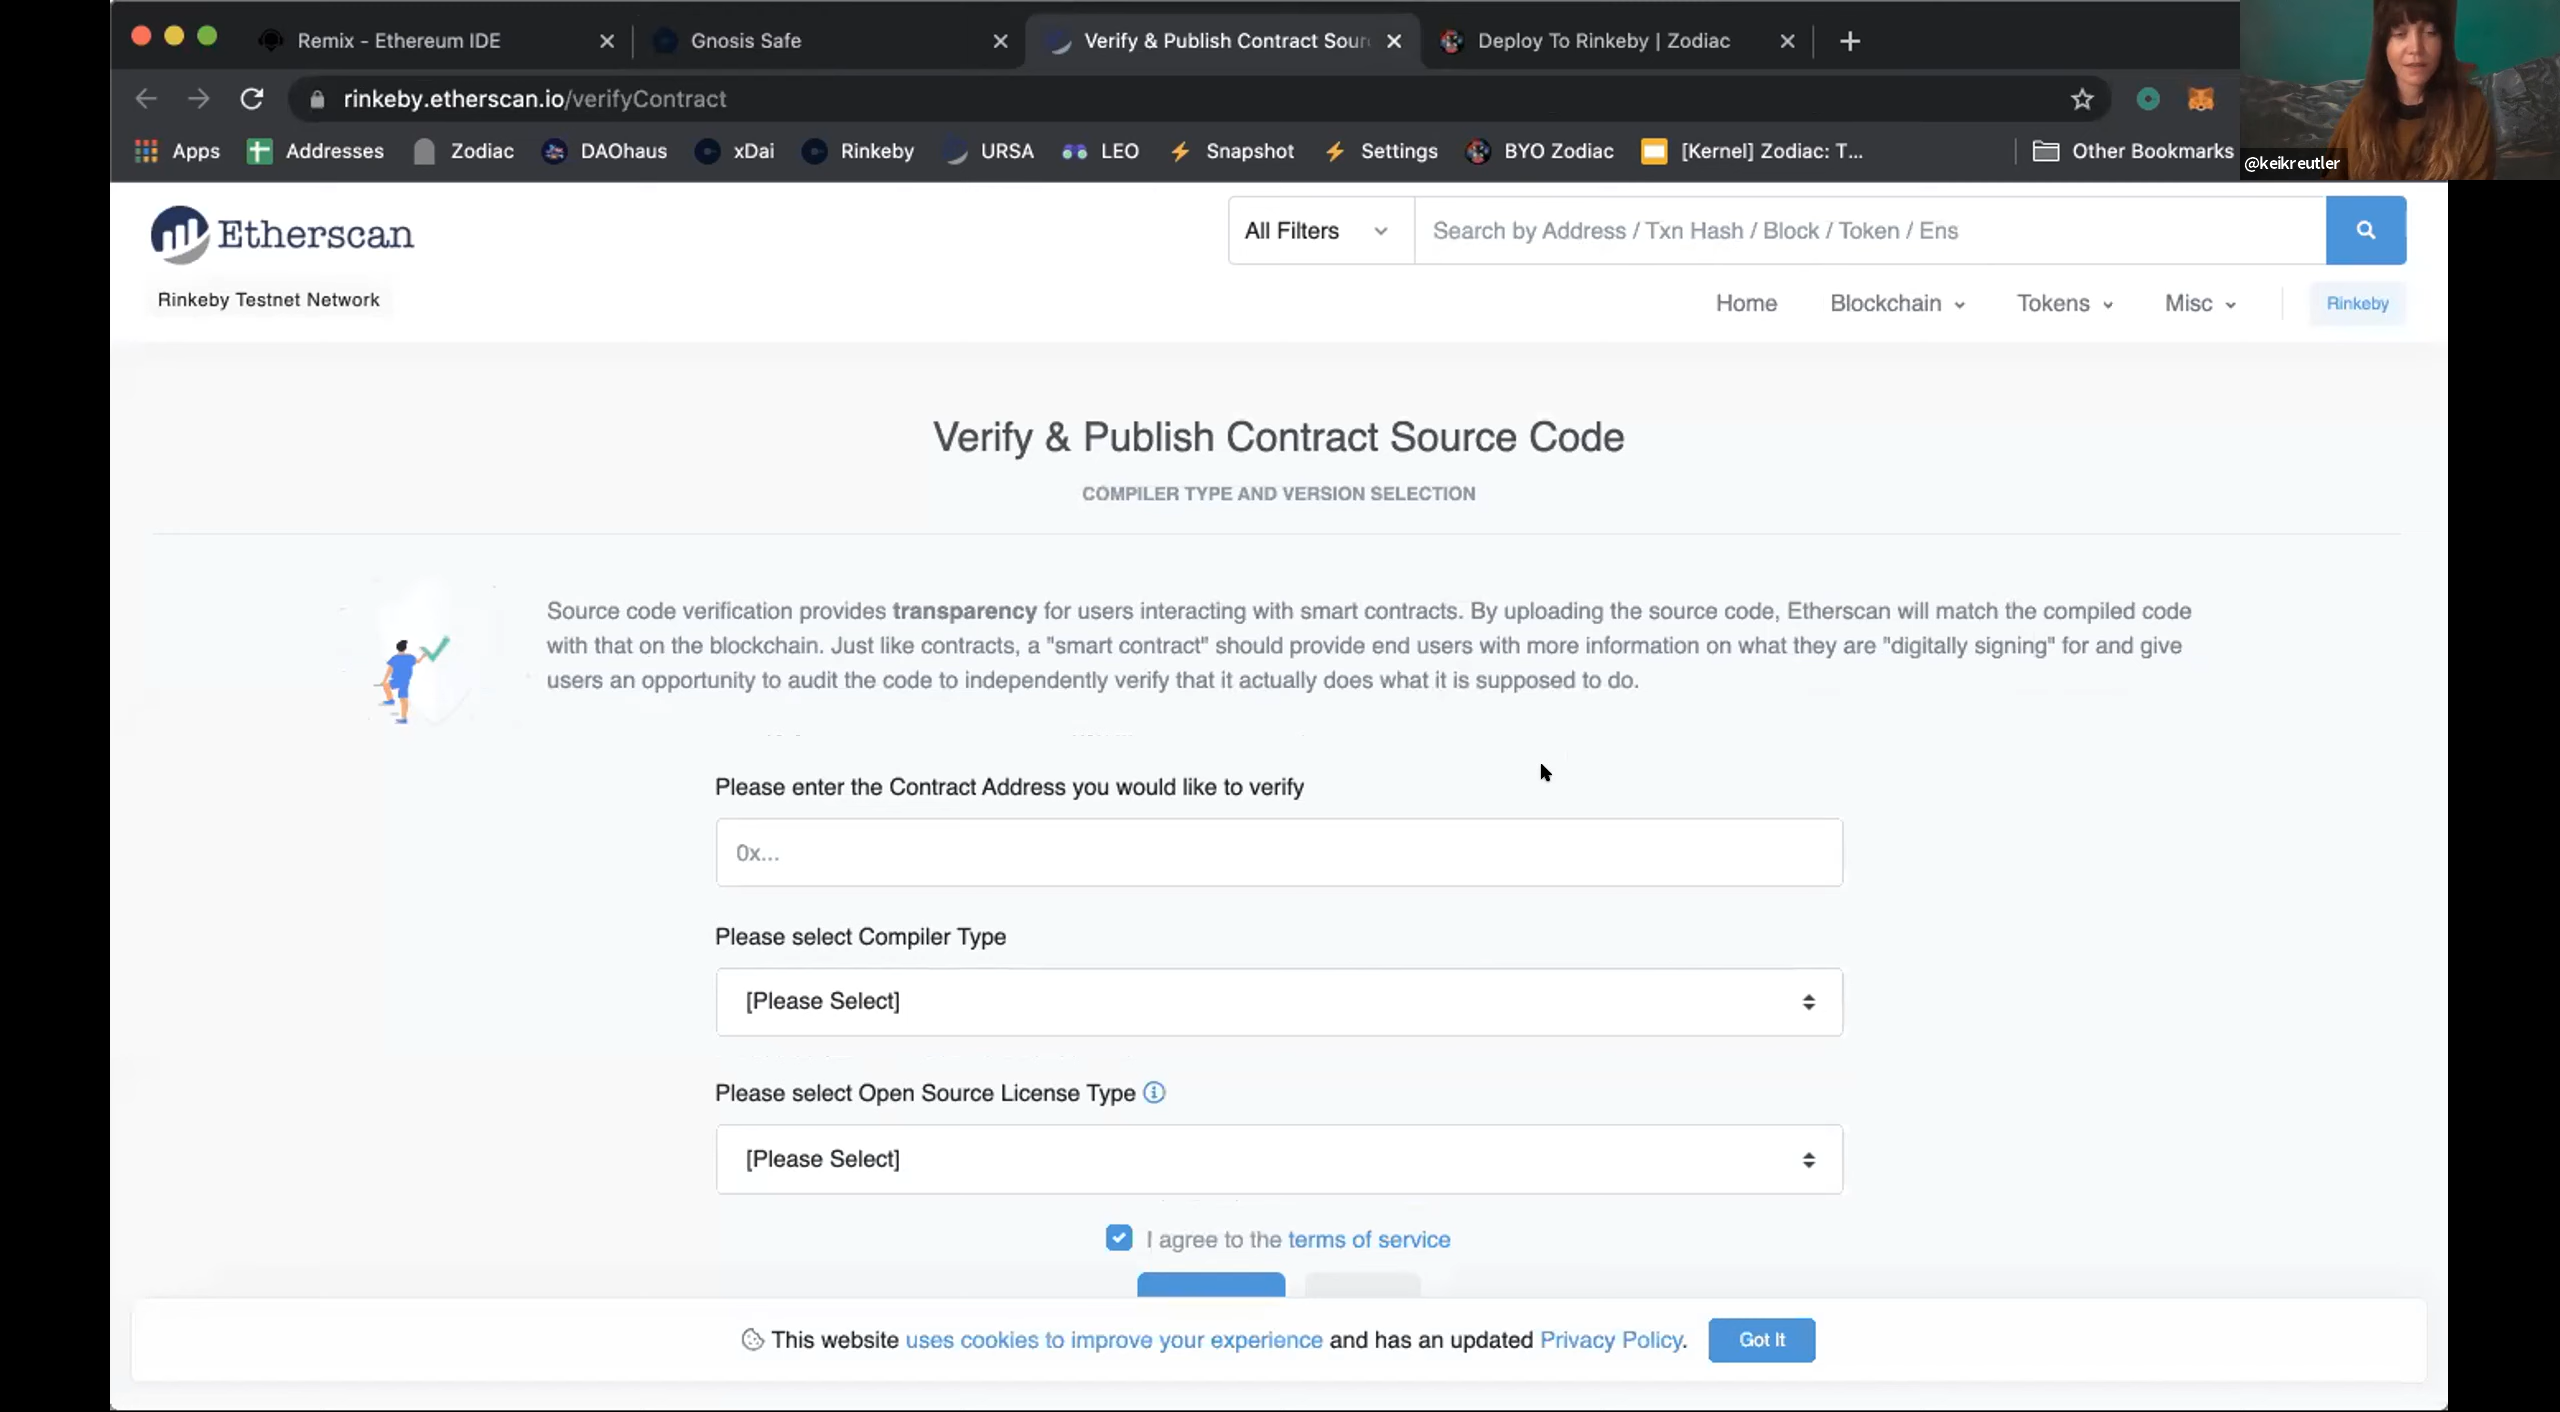 Remix - Ethereum IDE
Gnosis Safe
Verify & Publish Contract Sour
Deploy To Rinkeby | Zodiac
rinkeby.etherscan.io/verifyContract
Apps
Addresses
Zodiac
DAOhaus
xDai
Rinkeby
URSA
LEO
Snapshot
Settings
BYO Zodiac
[Kernel] Zodiac: T...
Other Bookmarks
@keikreutler
Etherscan
All Filters
Search by Address / Txn Hash / Block / Token / Ens
Rinkeby Testnet Network
Home
Blockchain
Tokens
Misc
Rinkeby
Verify & Publish Contract Source Code
COMPILER TYPE AND VERSION SELECTION
Source code verification provides transparency for users interacting with smart contracts. By uploading the source code, Etherscan will match the compiled code
with that on the blockchain. Just like contracts, a "smart contract" should provide end users with more information on what they are "digitally signing" for and give
users an opportunity to audit the code to independently verify that it actually does what it is supposed to do.
Please enter the Contract Address you would like to verify
0x...
Please select Compiler Type
[Please Select]
Please select Open Source License Type
[Please Select]
I agree to the terms of service
This website uses cookies to improve your experience and has an updated Privacy Policy.
Got It